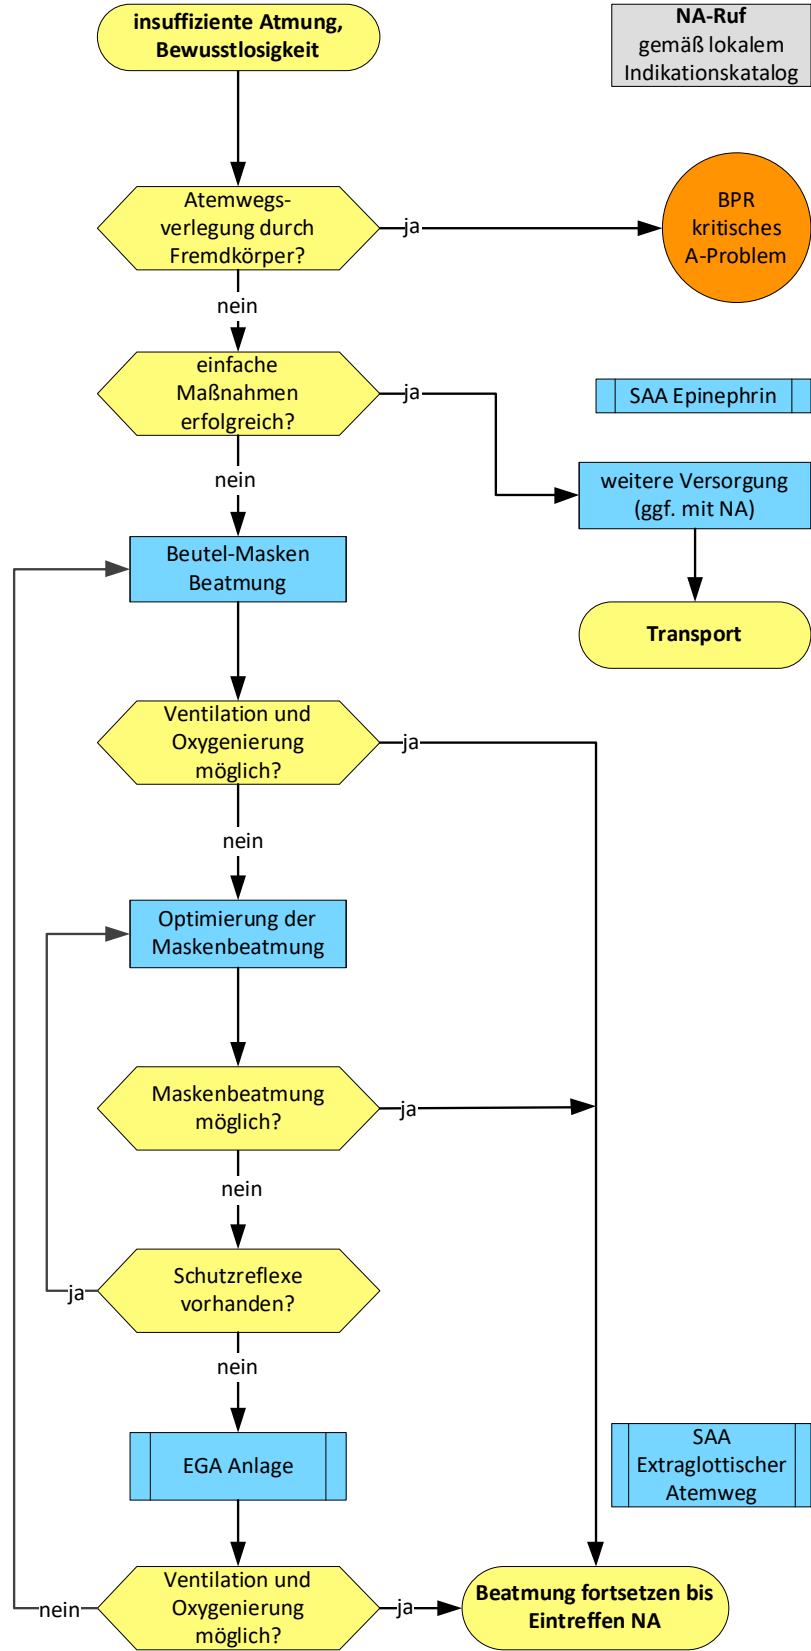 insuffiziente Atmung,
Bewusstlosigkeit
NA-Ruf
gemäß lokalem
Indikationskatalog
Atemwegs-
verlegung durch
Fremdkörper?
ja
BPR
kritisches
A-Problem
nein
einfache
Maßnahmen
erfolgreich?
ja
SAA Epinephrin
weitere Versorgung
(ggf. mit NA)
nein
Beutel-Masken
Beatmung
Transport
Ventilation und
Oxygenierung
möglich?
ja
nein
Optimierung der
Maskenbeatmung
Maskenbeatmung
möglich?
ja
nein
Schutzreflexe
vorhanden?
ja
nein
EGA Anlage
SAA
Extraglottischer
Atemweg
Ventilation und
Oxygenierung
möglich?
nein
ja
Beatmung fortsetzen bis
Eintreffen NA